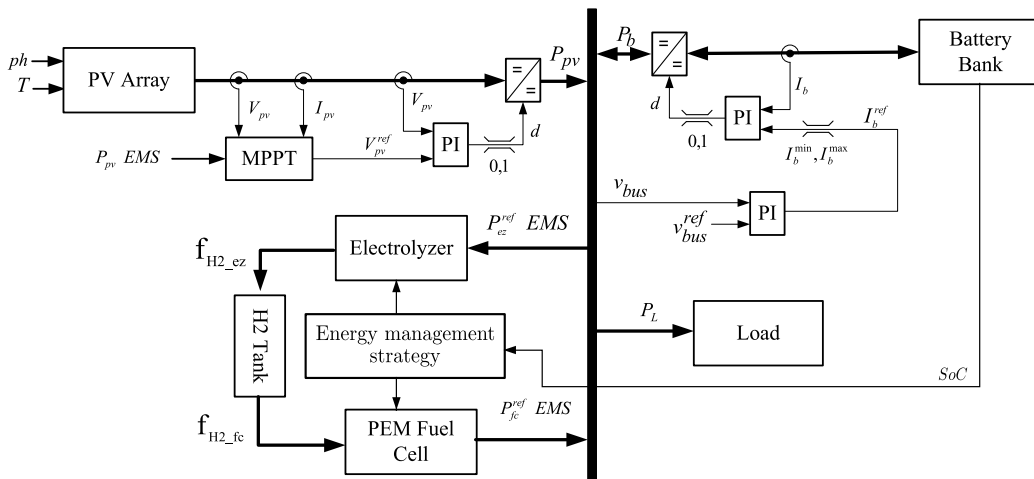 ph
T
PV Array
V_pv
I_pv
V_pv
P_pv EMS
MPPT
V_pv^ref
PI
0,1
d
= =
P_pv
P_b
= =
Battery
Bank
I_b
d
PI
0,1
I_b^ref
I_b^min, I_b^max
v_bus
v_bus^ref
PI
P_ez^ref EMS
Electrolyzer
f_H2_ez
H2 Tank
Energy management
strategy
P_L
Load
SoC
f_H2_fc
PEM Fuel
Cell
P_fc^ref EMS